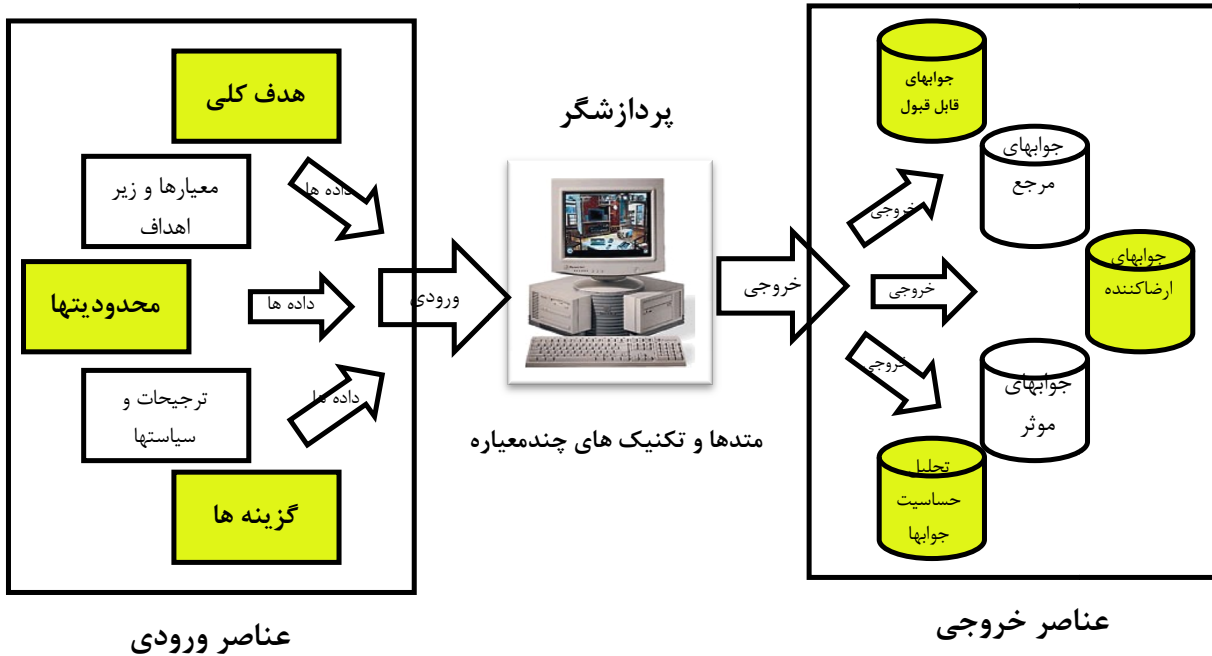 هدف کلی
معیارها و زیر
اهداف
محدودیتها
ترجیحات و
سیاستها
گزینه ها
داده ها
داده ها
داده ها
ورودی
عناصر ورودی
پردازشگر
متدها و تکنیک های چندمعیاره
خروجی
خروجی
خروجی
خروجی
جوابهای
قابل قبول
جوابهای
مرجع
جوابهای
ارضاکننده
جوابهای
موثر
تحلیل
حساسیت
جوابها
عناصر خروجی